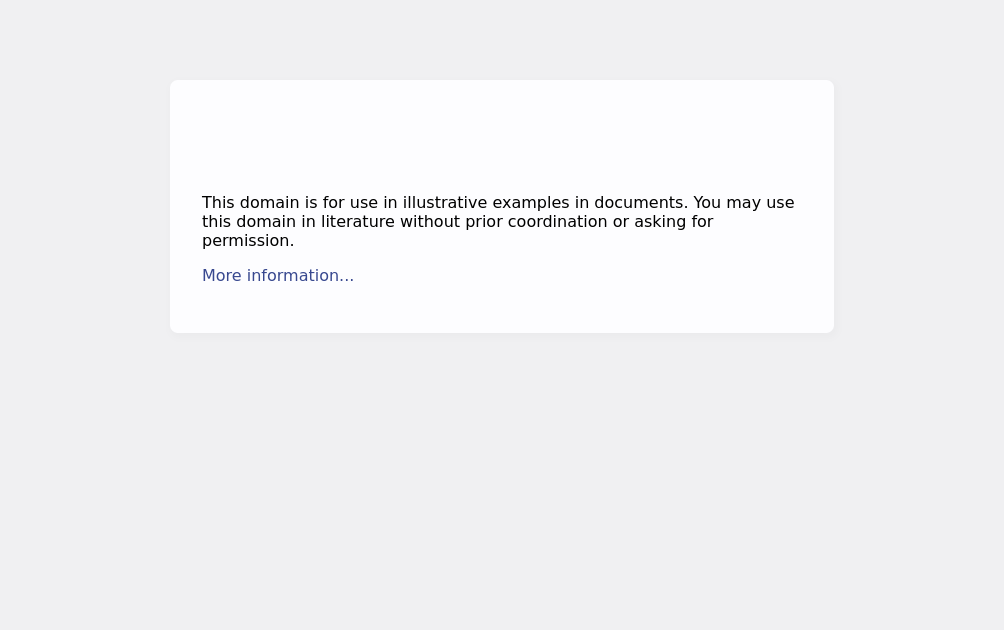 This domain is for use in illustrative examples in documents. You may use
this domain in literature without prior coordination or asking for
permission.
More information...